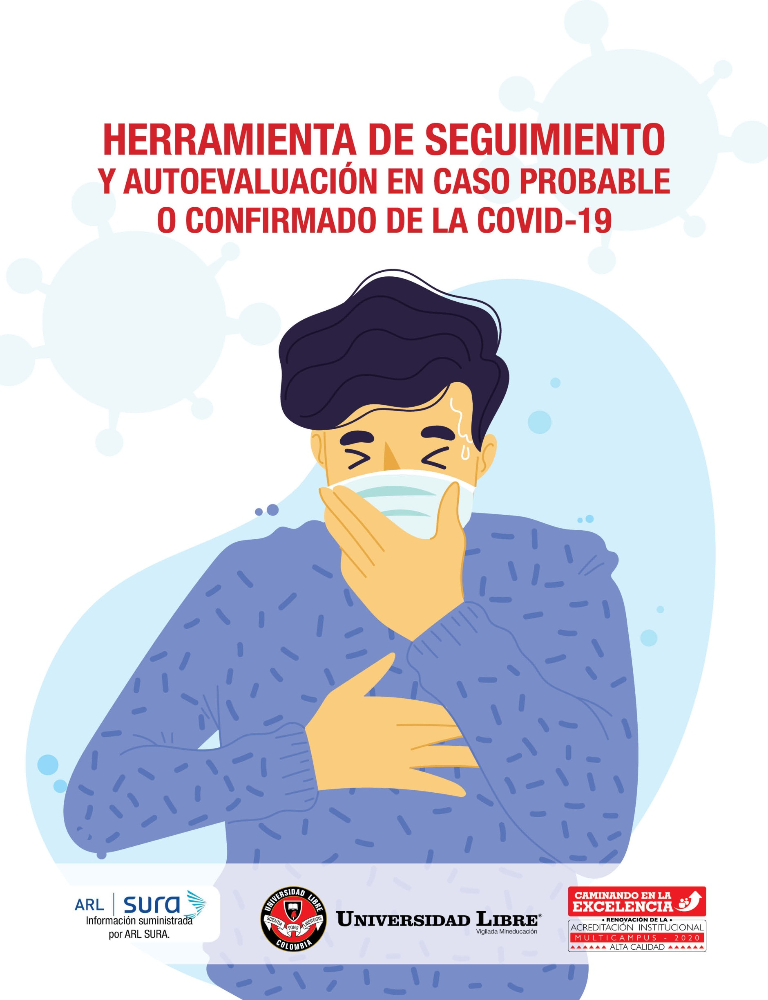 HERRAMIENTA DE SEGUIMIENTO
Y AUTOEVALUACIÓN EN CASO PROBABLE
O CONFIRMADO DE LA COVID-19
ARL sura
Información suministrada
por ARL SURA.
UNIVERSIDAD LIBRE
SCIENTIA FONS LIBERTATIS
COLOMBIA
UNIVERSIDAD LIBRE®
Vigilada Mineducación
CAMINANDO EN LA
EXCELENCIA
• RENOVACIÓN DE LA •
ACREDITACIÓN INSTITUCIONAL
MULTICAMPUS - 2020
ALTA CALIDAD